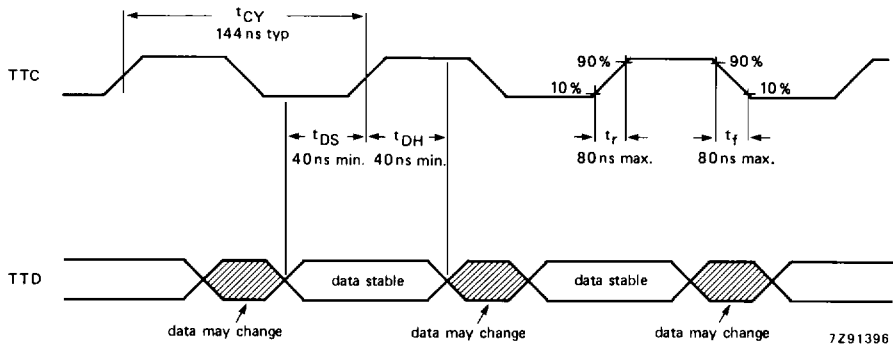 tCY
144 ns typ
TTC
90%
90%
10%
10%
tDS
tDH
tr
tf
40 ns min.
40 ns min.
80 ns max.
80 ns max.
TTD
data stable
data stable
data may change
data may change
data may change
7Z91396